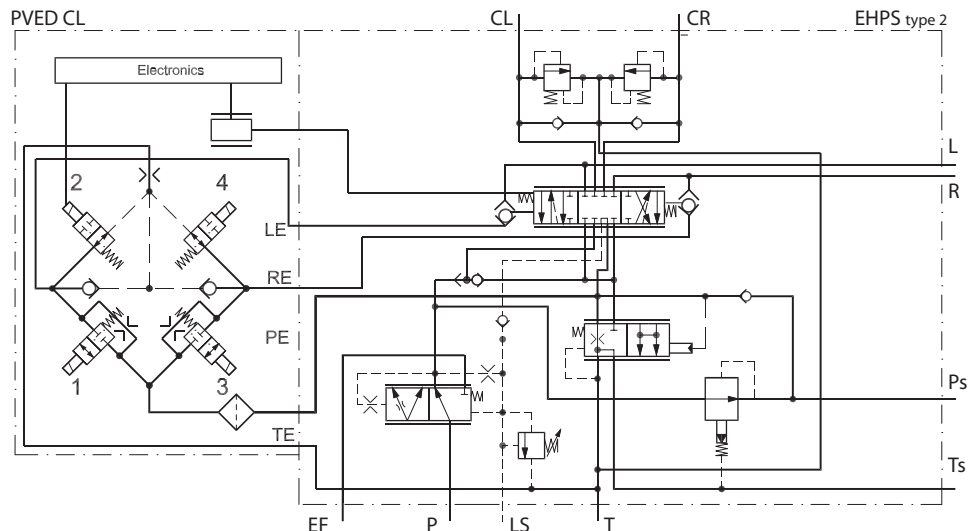 PVED CL
CL
CR
EHPS type 2
Electronics
L
R
2
4
LE
RE
PE
1
3
TE
Ps
Ts
EF
P
LS
T